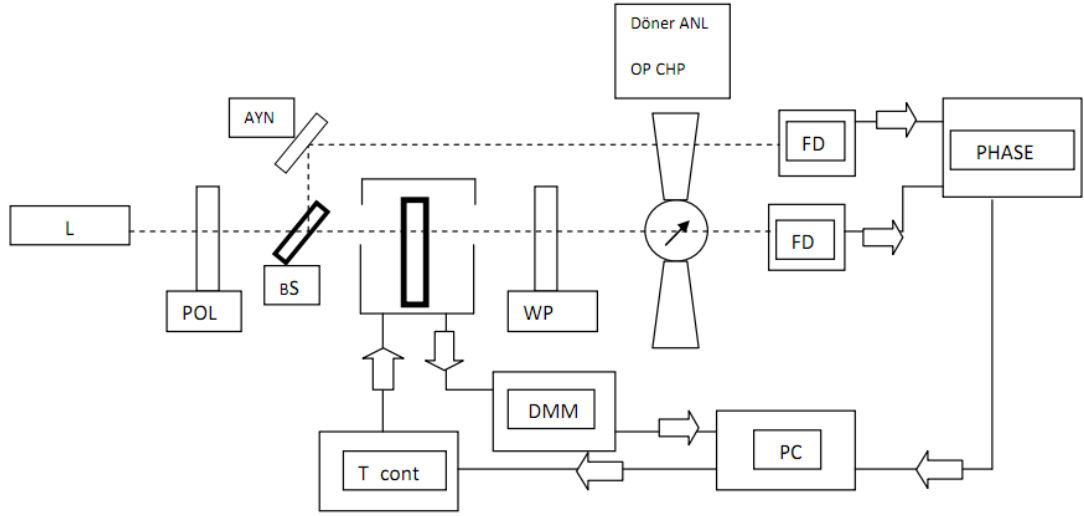 Döner ANL
OP CHP
AYN
FD
PHASE
L
FD
BS
POL
WP
DMM
PC
T cont